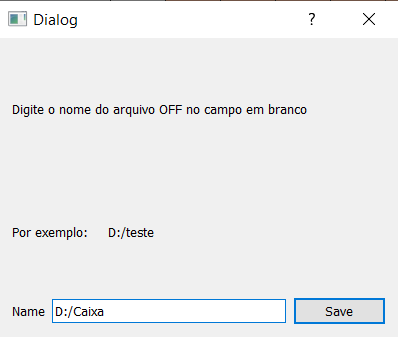 Dialog ?
Digite o nome do arquivo OFF no campo em branco
Por exemplo: D:/teste
Name D:/Caixa Save